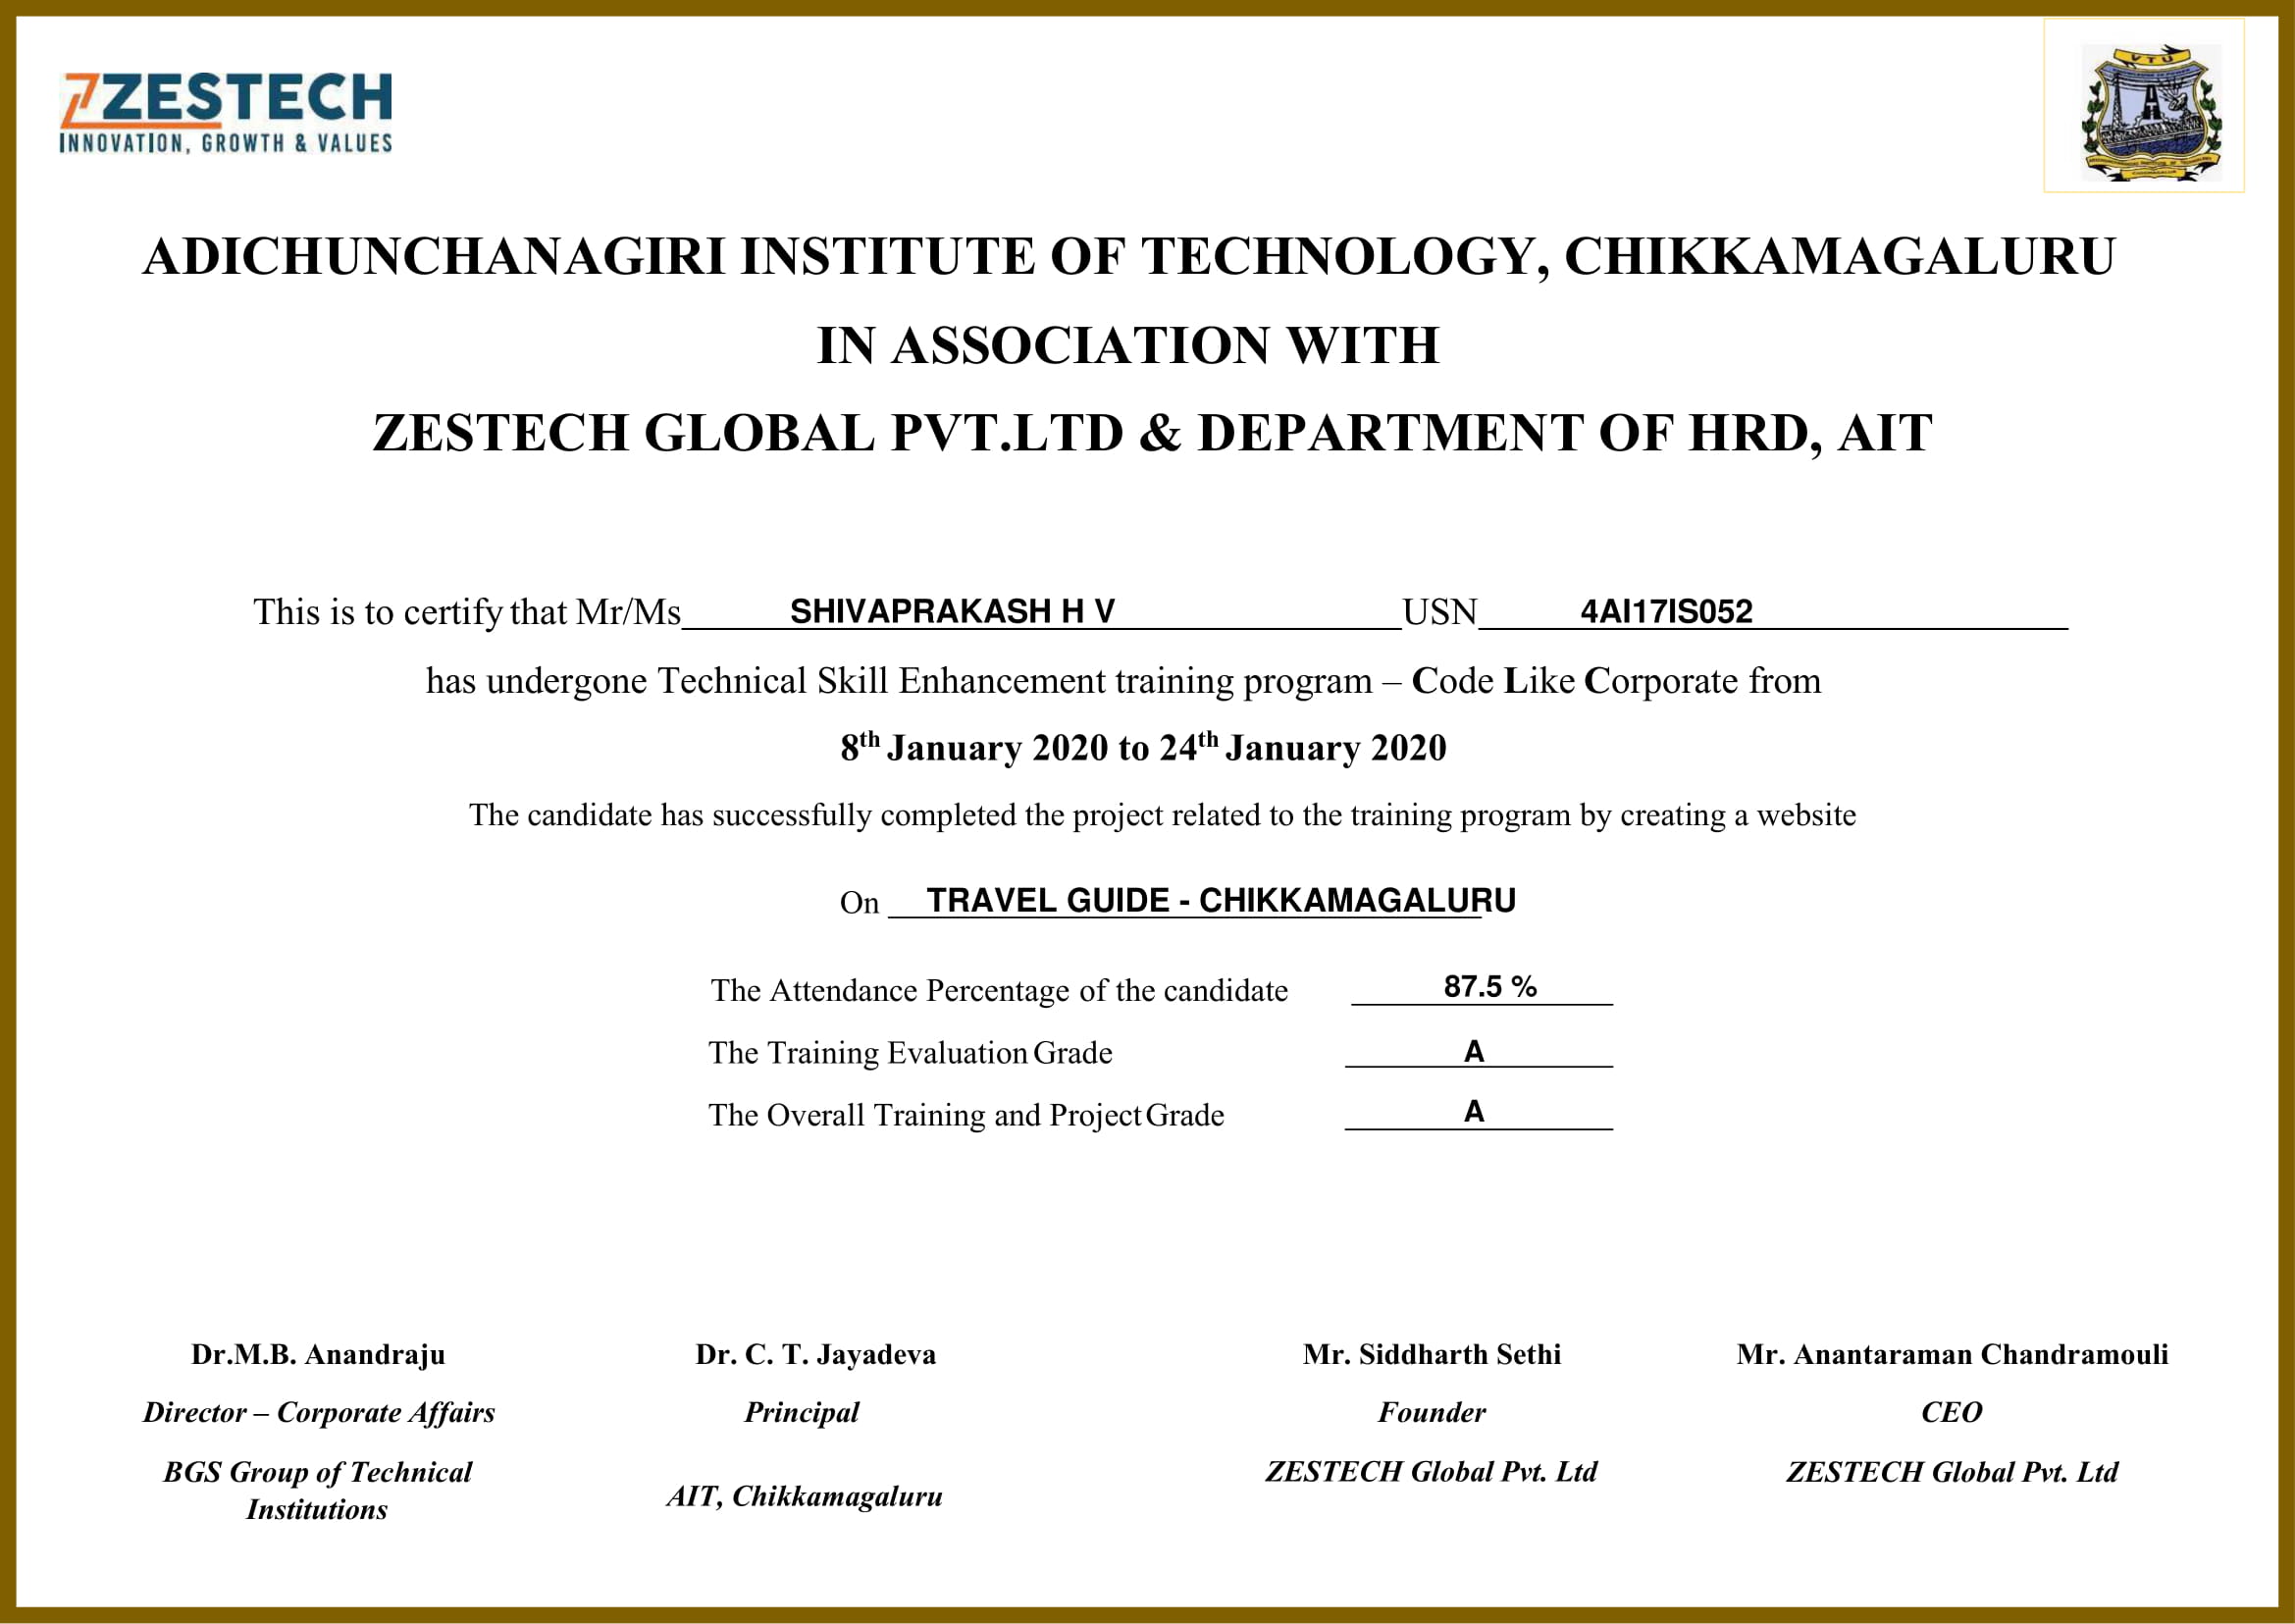 ZESTECH
INNOVATION, GROWTH & VALUES
VTU
ADICHUNCHANAGIRI INSTITUTE OF TECHNOLOGY, CHIKKAMAGALURU
IN ASSOCIATION WITH
ZESTECH GLOBAL PVT.LTD & DEPARTMENT OF HRD, AIT
This is to certify that Mr/Ms SHIVAPRAKASH H V USN 4AI17IS052
has undergone Technical Skill Enhancement training program – Code Like Corporate from
8th January 2020 to 24th January 2020
The candidate has successfully completed the project related to the training program by creating a website
On TRAVEL GUIDE - CHIKKAMAGALURU
The Attendance Percentage of the candidate 87.5 %
The Training Evaluation Grade A
The Overall Training and Project Grade A
Dr.M.B. Anandraju
Director – Corporate Affairs
BGS Group of Technical
Institutions
Dr. C. T. Jayadeva
Principal
AIT, Chikkamagaluru
Mr. Siddharth Sethi
Founder
ZESTECH Global Pvt. Ltd
Mr. Anantaraman Chandramouli
CEO
ZESTECH Global Pvt. Ltd